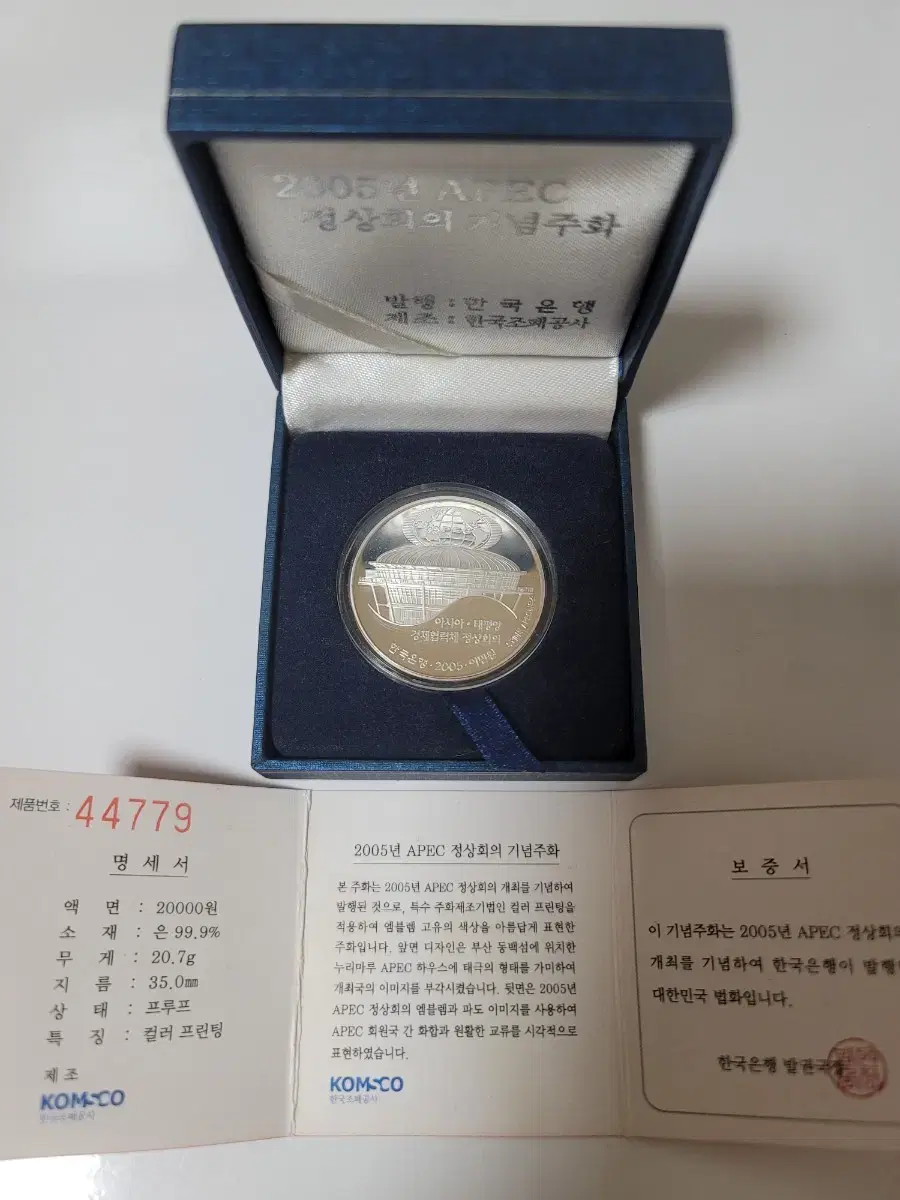 2005년 APEC
정상회의 기념주화
발행 : 한국은행
제조 : 한국조폐공사
아시아·태평양
경제협력체 정상회의
한국은행·2005·이만원
제품번호 : 44779
명 세 서
액 면 : 20000원
소 재 : 은 99.9%
무 게 : 20.7g
지 름 : 35.0mm
상 태 : 프루프
특 징 : 컬러 프린팅
제조
KOMSCO
한국조폐공사
2005년 APEC 정상회의 기념주화
본 주화는 2005년 APEC 정상회의 개최를 기념하여
발행된 것으로, 특수 주화제조기법인 컬러 프린팅을
적용하여 엠블렘 고유의 색상을 아름답게 표현한
주화입니다. 앞면 디자인은 부산 동백섬에 위치한
누리마루 APEC 하우스에 태극의 형태를 가미하여
개최국의 이미지를 부각시켰습니다. 뒷면은 2005년
APEC 정상회의 엠블렘과 파도 이미지를 사용하여
APEC 회원국 간 화합과 원활한 교류를 시각적으로
표현하였습니다.
KOMSCO
한국조폐공사
보 증 서
이 기념주화는 2005년 APEC 정상회의
개최를 기념하여 한국은행이 발행
대한민국 법화입니다.
한국은행 발권국장